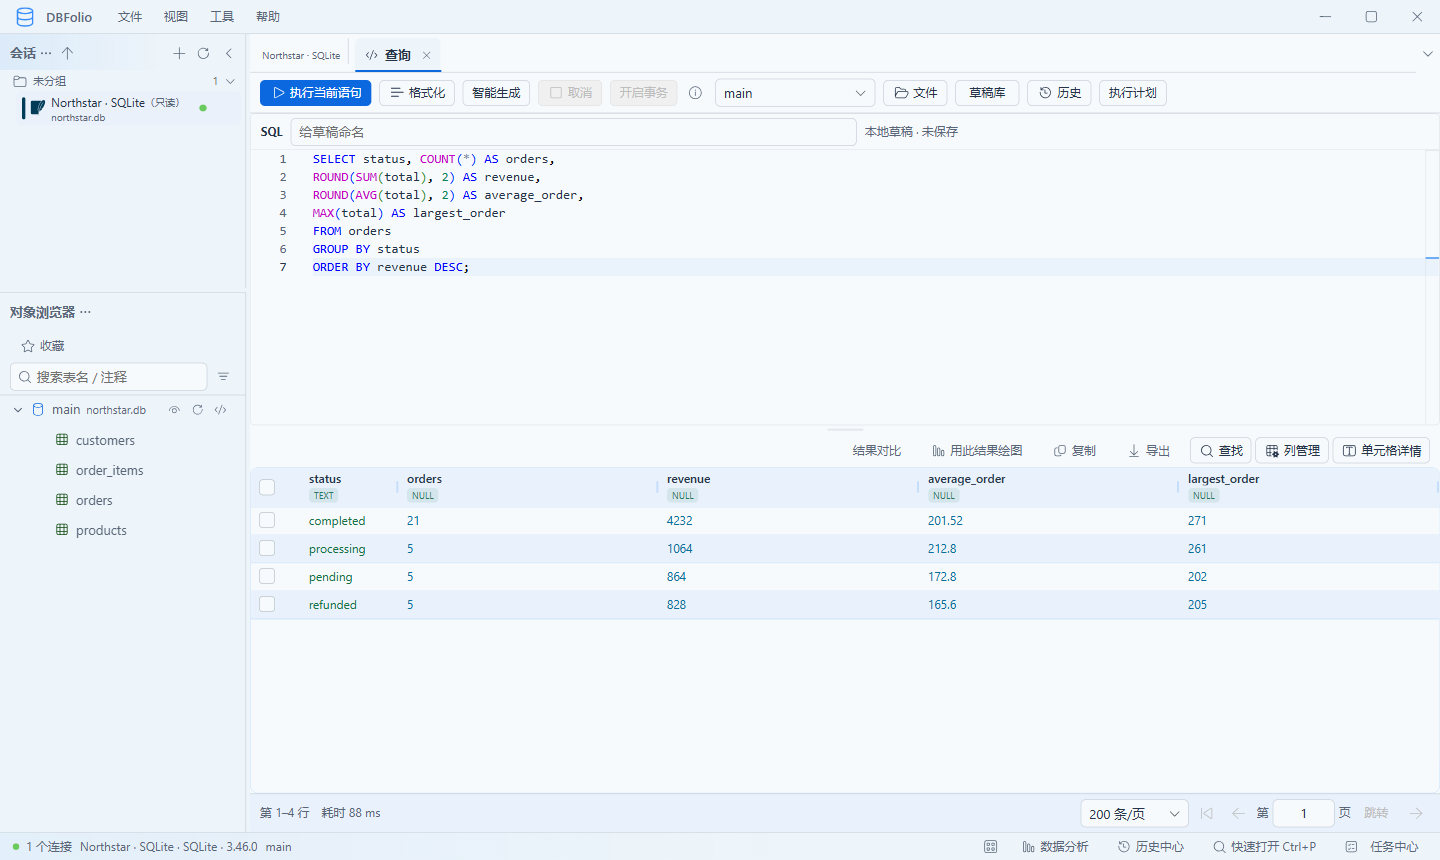 DBFolio 文件 视图 工具 帮助
会话 ···
未分组 1
Northstar · SQLite（只读）
northstar.db
对象浏览器 ···
收藏
搜索表名 / 注释
main northstar.db
customers
order_items
orders
products
Northstar · SQLite 查询
执行当前语句 格式化 智能生成 取消 开启事务 main 文件 草稿库 历史 执行计划
SQL 给草稿命名 本地草稿 · 未保存
1 SELECT status, COUNT(*) AS orders,
2 ROUND(SUM(total), 2) AS revenue,
3 ROUND(AVG(total), 2) AS average_order,
4 MAX(total) AS largest_order
5 FROM orders
6 GROUP BY status
7 ORDER BY revenue DESC;
结果对比 用此结果绘图 复制 导出 查找 列管理 单元格详情
status orders revenue average_order largest_order
TEXT NULL NULL NULL NULL
completed 21 4232 201.52 271
processing 5 1064 212.8 261
pending 5 864 172.8 202
refunded 5 828 165.6 205
第 1–4 行 耗时 88 ms 200 条/页 第 1 页 跳转
1 个连接 Northstar · SQLite · SQLite · 3.46.0 main 数据分析 历史中心 快速打开 Ctrl+P 任务中心